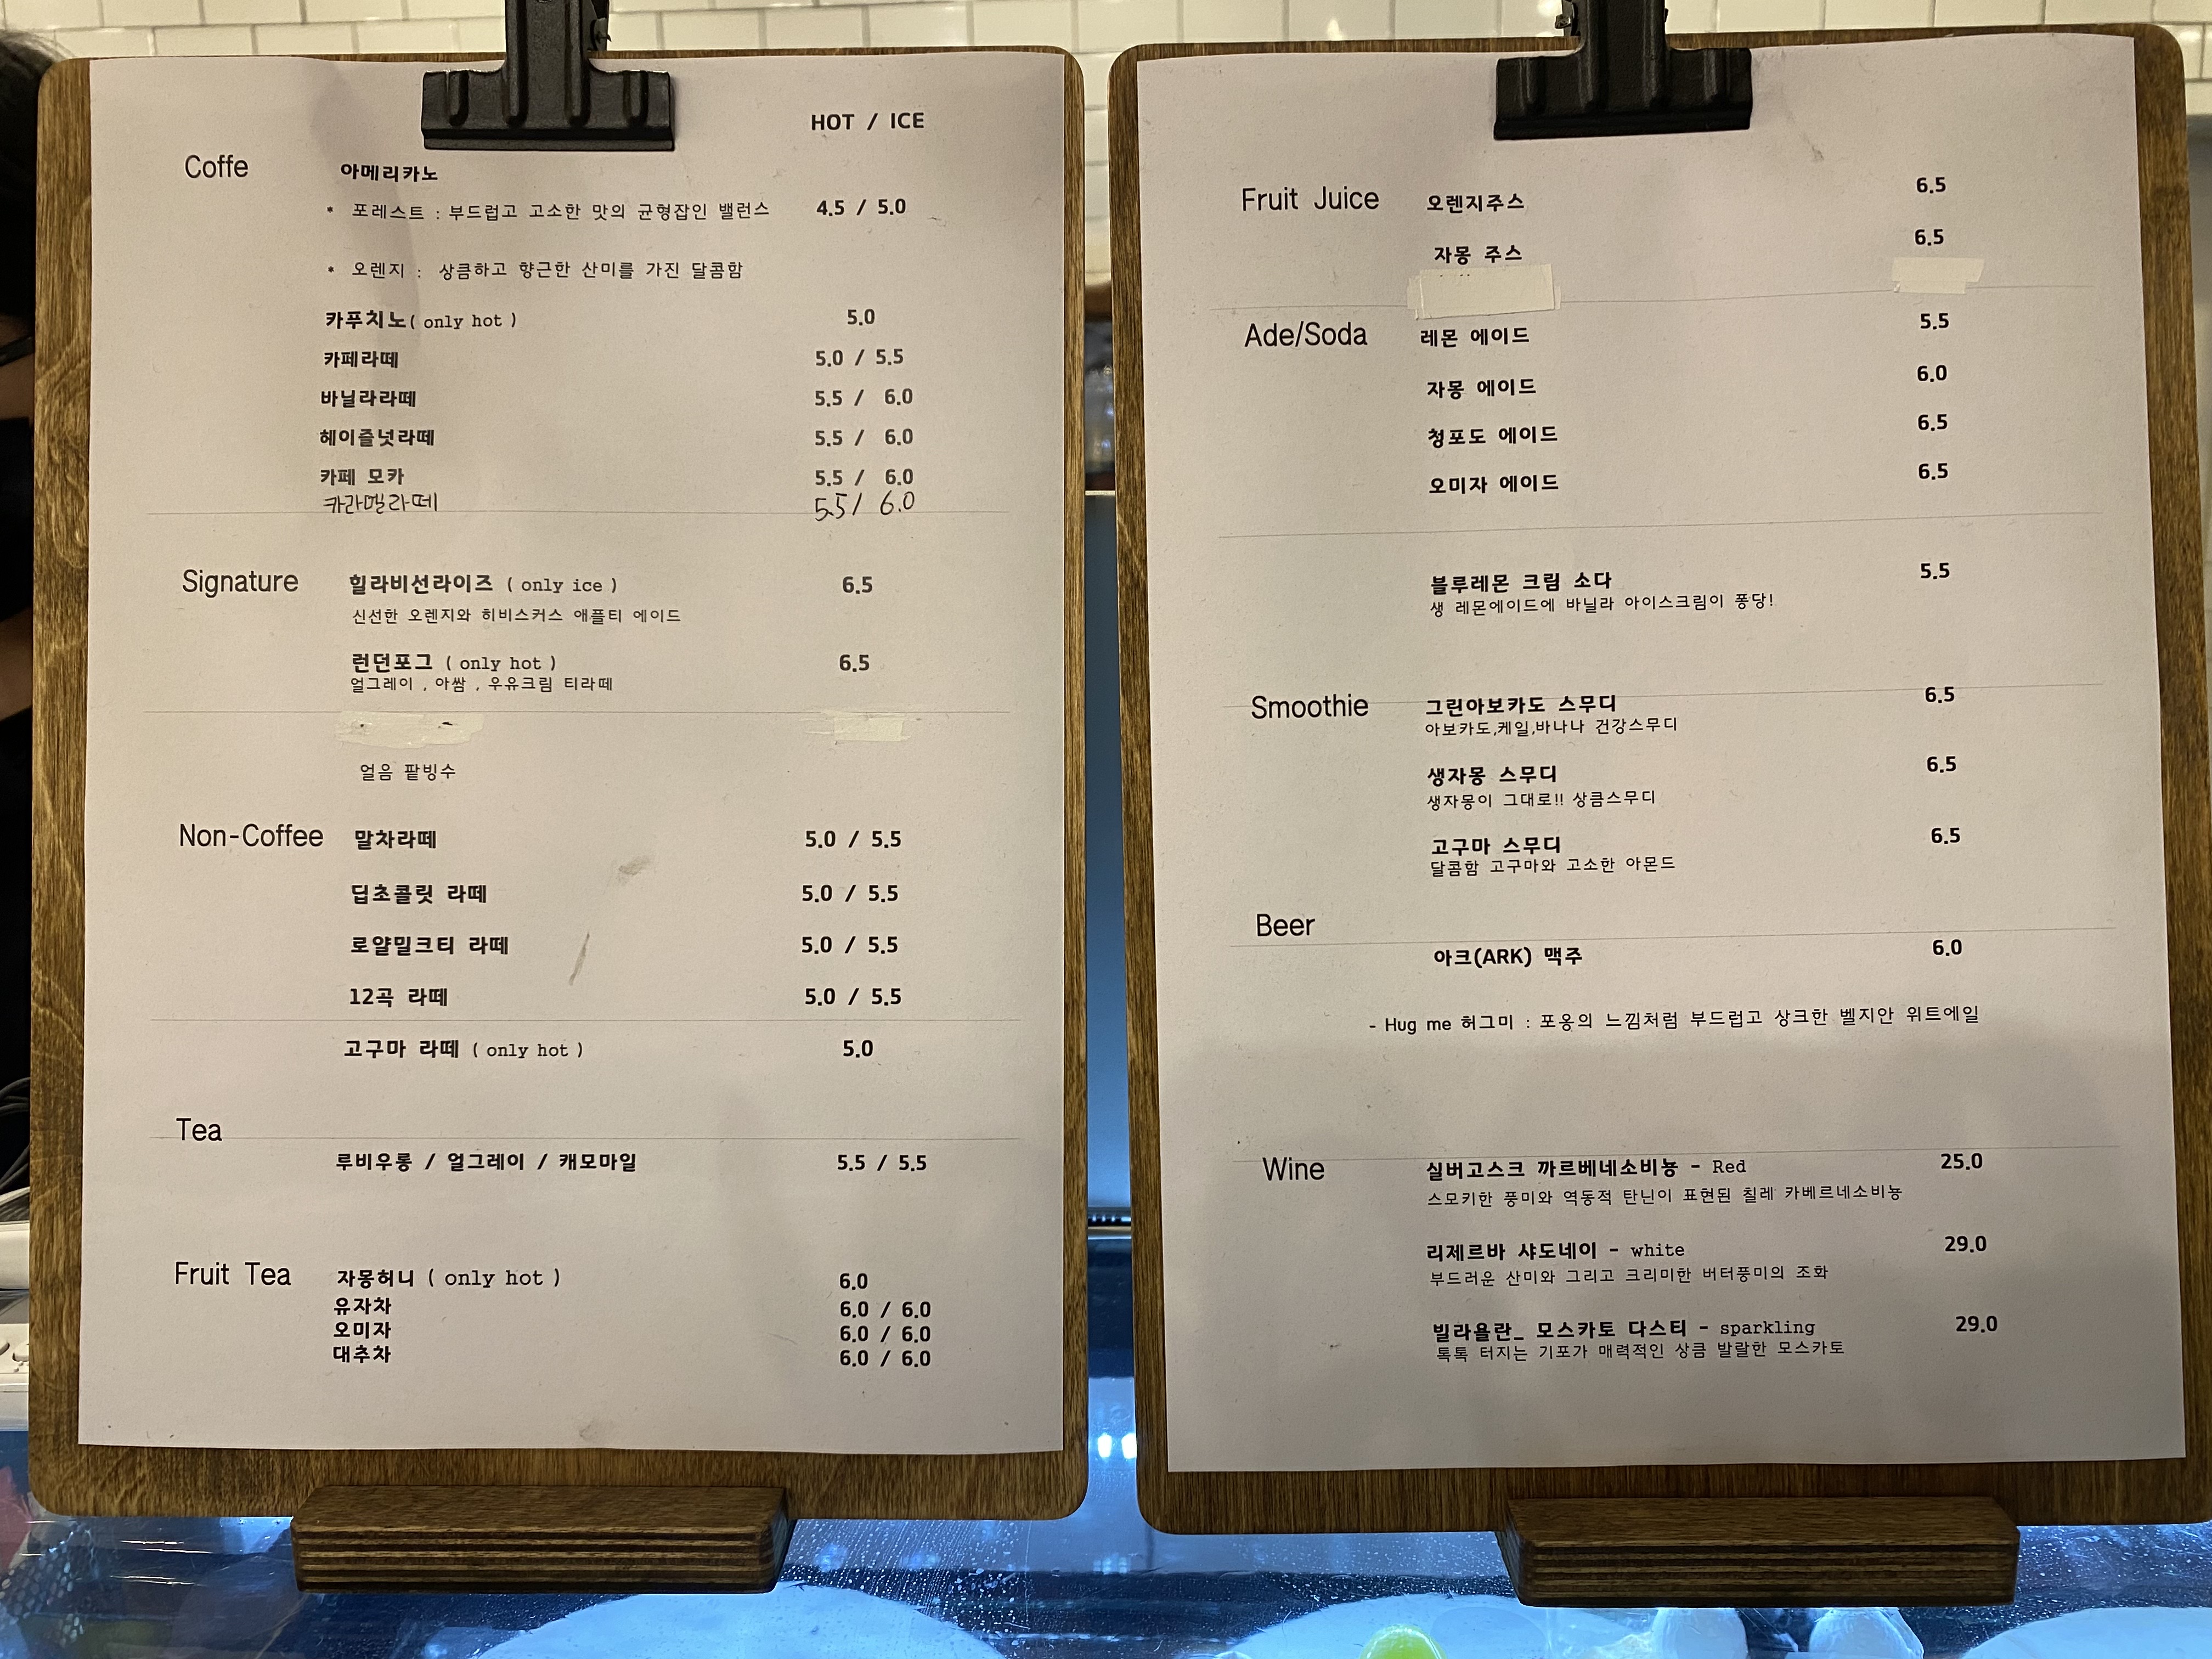 HOT / ICE
Coffe 아메리카노
* 포레스트 : 부드럽고 고소한 맛의 균형잡인 밸런스 4.5 / 5.0
* 오렌지 : 상큼하고 향근한 산미를 가진 달콤함
카푸치노( only hot ) 5.0
카페라떼 5.0 / 5.5
바닐라라떼 5.5 / 6.0
헤이즐넛라떼 5.5 / 6.0
카페 모카 5.5 / 6.0
카라멜라떼 5.5 / 6.0
Signature 힐라비선라이즈 ( only ice ) 6.5
신선한 오렌지와 히비스커스 애플티 에이드
런던포그 ( only hot ) 6.5
얼그레이 , 아쌈 , 우유크림 티라떼
얼음 팥빙수
Non-Coffee 말차라떼 5.0 / 5.5
딥초콜릿 라떼 5.0 / 5.5
로얄밀크티 라떼 5.0 / 5.5
12곡 라떼 5.0 / 5.5
고구마 라떼 ( only hot ) 5.0
Tea
루비우롱 / 얼그레이 / 캐모마일 5.5 / 5.5
Fruit Tea 자몽허니 ( only hot ) 6.0
유자차 6.0 / 6.0
오미자 6.0 / 6.0
대추차 6.0 / 6.0
Fruit Juice 오렌지주스 6.5
자몽 주스 6.5
Ade/Soda 레몬 에이드 5.5
자몽 에이드 6.0
청포도 에이드 6.5
오미자 에이드 6.5
블루레몬 크림 소다 5.5
생 레몬에이드에 바닐라 아이스크림이 퐁당!
Smoothie 그린아보카도 스무디 6.5
아보카도,케일,바나나 건강스무디
생자몽 스무디 6.5
생자몽이 그대로!! 상큼스무디
고구마 스무디 6.5
달콤함 고구마와 고소한 아몬드
Beer
아크(ARK) 맥주 6.0
- Hug me 허그미 : 포옹의 느낌처럼 부드럽고 상크한 벨지안 위트에일
Wine 실버고스크 까르베네소비뇽 - Red 25.0
스모키한 풍미와 역동적 탄닌이 표현된 칠레 카베르네소비뇽
리제르바 샤도네이 - white 29.0
부드러운 산미와 그리고 크리미한 버터풍미의 조화
빌라욜란_ 모스카토 다스티 - sparkling 29.0
톡톡 터지는 기포가 매력적인 상큼 발랄한 모스카토